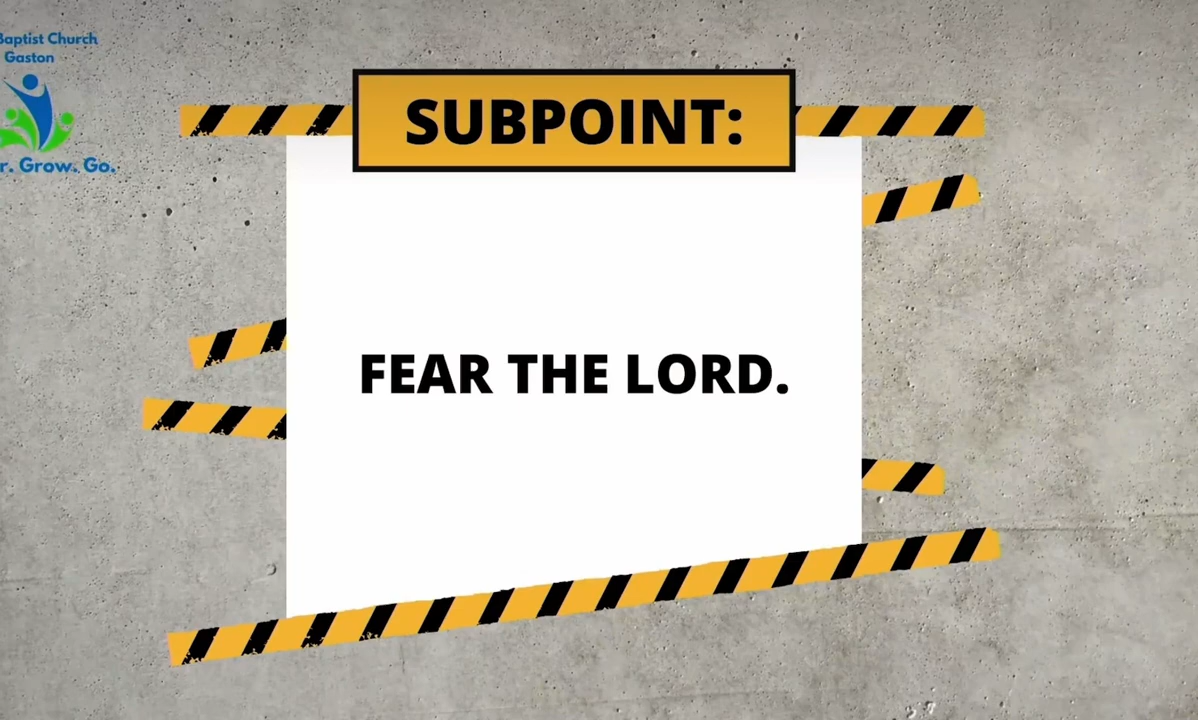 Baptist Church
Gaston
Grow. Go.
SUBPOINT:
FEAR THE LORD.